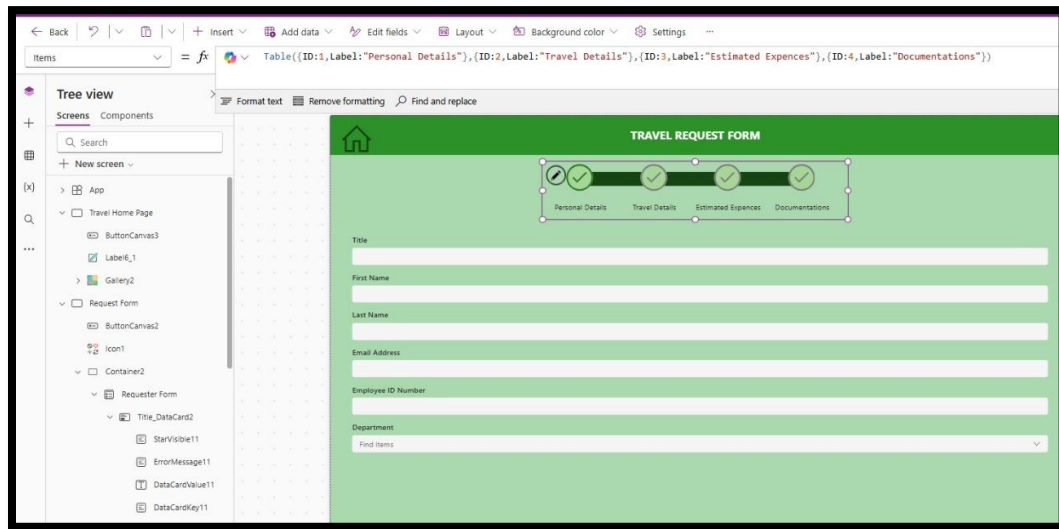 Back Insert Add data Edit fields Layout Background color Settings ...
Items = fx Table({ID:1,Label:"Personal Details"},{ID:2,Label:"Travel Details"},{ID:3,Label:"Estimated Expences"},{ID:4,Label:"Documentations"})
Tree view
Format text Remove formatting Find and replace
Screens Components
Search
New screen
App
Travel Home Page
ButtonCanvas3
Label6_1
Gallery2
Request Form
ButtonCanvas2
Icon1
Container2
Requester Form
Title_DataCard2
StarVisible11
ErrorMessage11
DataCardValue11
DataCardKey11
TRAVEL REQUEST FORM
Personal Details Travel Details Estimated Expences Documentations
Title
First Name
Last Name
Email Address
Employee ID Number
Department
Find items